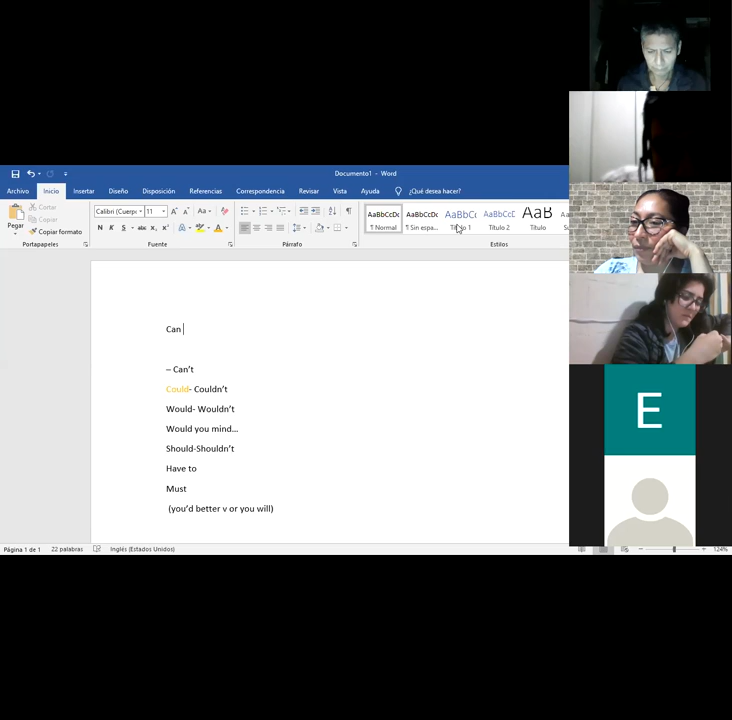 Documento1 - Word
Archivo Inicio Insertar Diseño Disposición Referencias Correspondencia Revisar Vista Ayuda ¿Qué desea hacer?
Pegar
Cortar
Copiar
Copiar formato
Portapapeles
Calibri (Cuerpo 11
N K S abc
Fuente
Párrafo
AaBbCcDc AaBbCcDc AaBbCc AaBbCcD AaB
¶ Normal ¶ Sin espa... Título 1 Título 2 Título
Estilos
Can
– Can't
Could- Couldn't
Would- Wouldn't
Would you mind...
Should-Shouldn't
Have to
Must
(you'd better v or you will)
E
Página 1 de 1 22 palabras Inglés (Estados Unidos) 124%